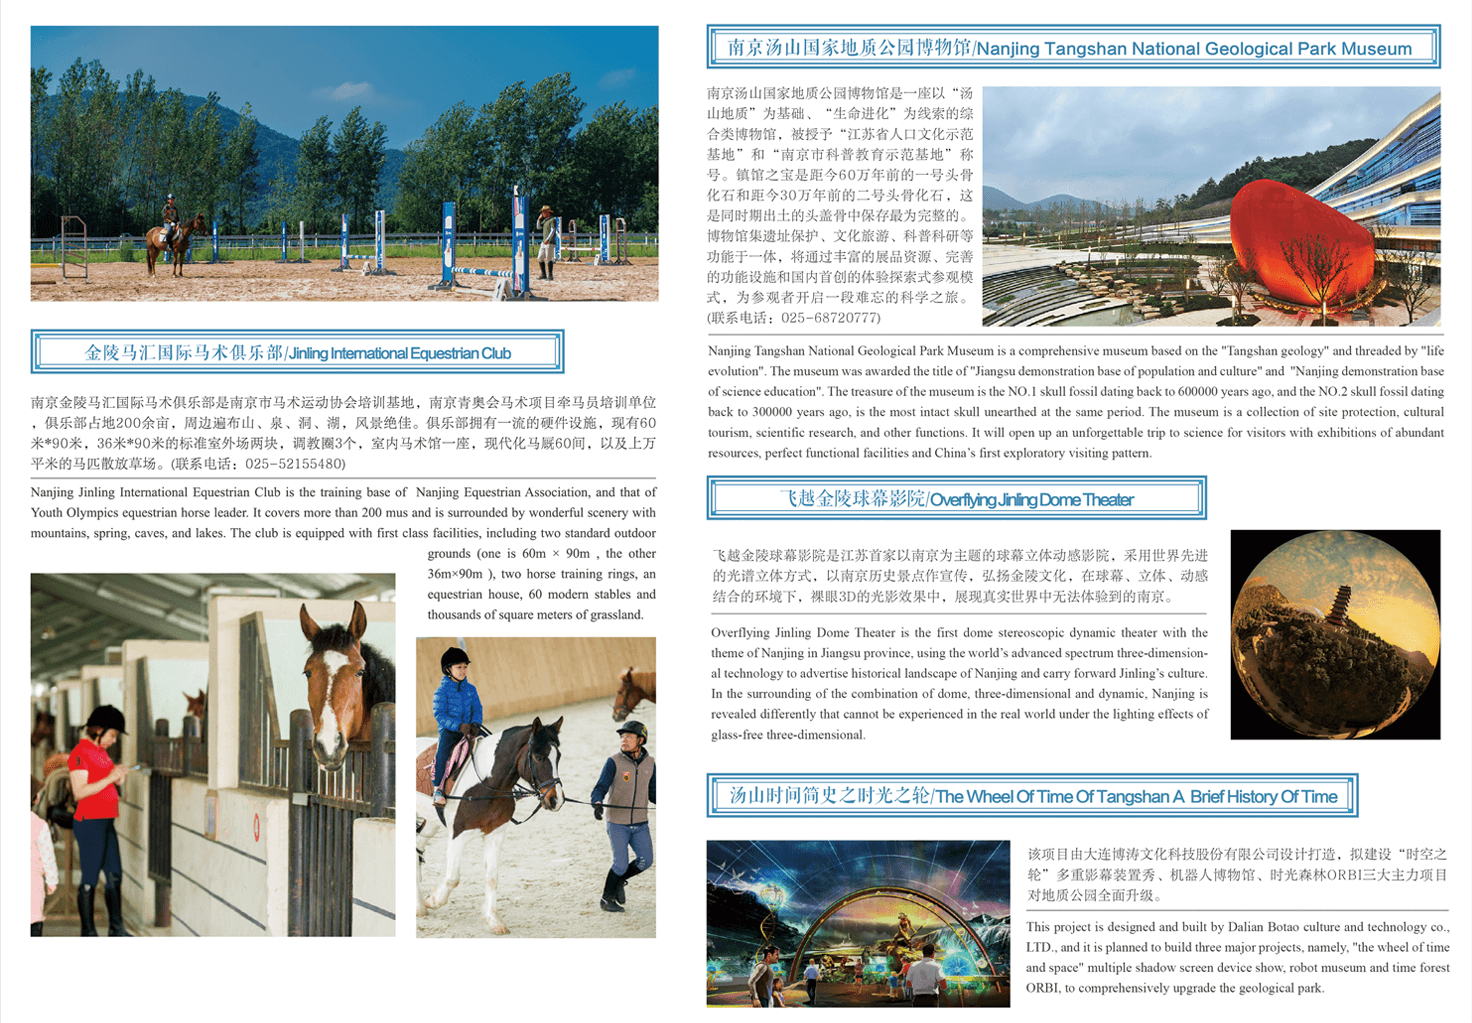 金陵马汇国际马术俱乐部/Jinling International Equestrian Club
南京金陵马汇国际马术俱乐部是南京市马术运动协会培训基地，南京青奥会马术项目牵马员培训单位
，俱乐部占地200余亩，周边遍布山、泉、洞、湖，风景绝佳。俱乐部拥有一流的硬件设施，现有60
米*90米，36米*90米的标准室外场两块，调教圈3个，室内马术馆一座，现代化马厩60间，以及上万
平米的马匹散放草场。(联系电话：025-52155480)
Nanjing Jinling International Equestrian Club is the training base of Nanjing Equestrian Association, and that of
Youth Olympics equestrian horse leader. It covers more than 200 mus and is surrounded by wonderful scenery with
mountains, spring, caves, and lakes. The club is equipped with first class facilities, including two standard outdoor
grounds (one is 60m × 90m , the other
36m×90m ), two horse training rings, an
equestrian house, 60 modern stables and
thousands of square meters of grassland.
南京汤山国家地质公园博物馆/Nanjing Tangshan National Geological Park Museum
南京汤山国家地质公园博物馆是一座以“汤
山地质”为基础、“生命进化”为线索的综
合类博物馆，被授予“江苏省人口文化示范
基地”和“南京市科普教育示范基地”称
号。镇馆之宝是距今60万年前的一号头骨
化石和距今30万年前的二号头骨化石，这
是同时期出土的头盖骨中保存最为完整的。
博物馆集遗址保护、文化旅游、科普科研等
功能于一体，将通过丰富的展品资源、完善
的功能设施和国内首创的体验探索式参观模
式，为参观者开启一段难忘的科学之旅。
(联系电话：025-68720777)
Nanjing Tangshan National Geological Park Museum is a comprehensive museum based on the "Tangshan geology" and threaded by "life
evolution". The museum was awarded the title of "Jiangsu demonstration base of population and culture" and "Nanjing demonstration base
of science education". The treasure of the museum is the NO.1 skull fossil dating back to 600000 years ago, and the NO.2 skull fossil dating
back to 300000 years ago, is the most intact skull unearthed at the same period. The museum is a collection of site protection, cultural
tourism, scientific research, and other functions. It will open up an unforgettable trip to science for visitors with exhibitions of abundant
resources, perfect functional facilities and China's first exploratory visiting pattern.
飞越金陵球幕影院/Overflying Jinling Dome Theater
飞越金陵球幕影院是江苏首家以南京为主题的球幕立体动感影院，采用世界先进
的光谱立体方式，以南京历史景点作宣传，弘扬金陵文化，在球幕、立体、动感
结合的环境下，裸眼3D的光影效果中，展现真实世界中无法体验到的南京。
Overflying Jinling Dome Theater is the first dome stereoscopic dynamic theater with the
theme of Nanjing in Jiangsu province, using the world's advanced spectrum three-dimension-
al technology to advertise historical landscape of Nanjing and carry forward Jinling's culture.
In the surrounding of the combination of dome, three-dimensional and dynamic, Nanjing is
revealed differently that cannot be experienced in the real world under the lighting effects of
glass-free three-dimensional.
汤山时间简史之时光之轮/The Wheel Of Time Of Tangshan A Brief History Of Time
该项目由大连博涛文化科技股份有限公司设计打造，拟建设“时空之
轮”多重影幕装置秀、机器人博物馆、时光森林ORBI三大主力项目
对地质公园全面升级。
This project is designed and built by Dalian Botao culture and technology co.,
LTD., and it is planned to build three major projects, namely, "the wheel of time
and space" multiple shadow screen device show, robot museum and time forest
ORBI, to comprehensively upgrade the geological park.